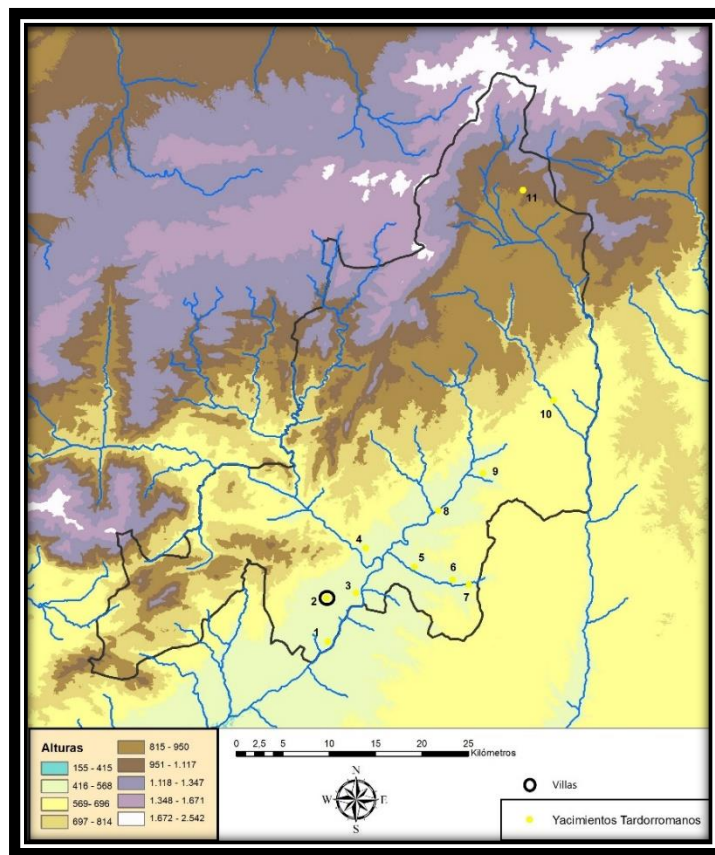 11
10
9
8
4
5
6
7
3
2
1
Alturas
155 - 415
416 - 568
569- 696
697 - 814
815 - 950
951 - 1.117
1.118 - 1.347
1.348 - 1.671
1.672 - 2.542
0 2,5 5 10 15 20 25
Kilómetros
N
W E
S
Villas
Yacimientos Tardorromanos